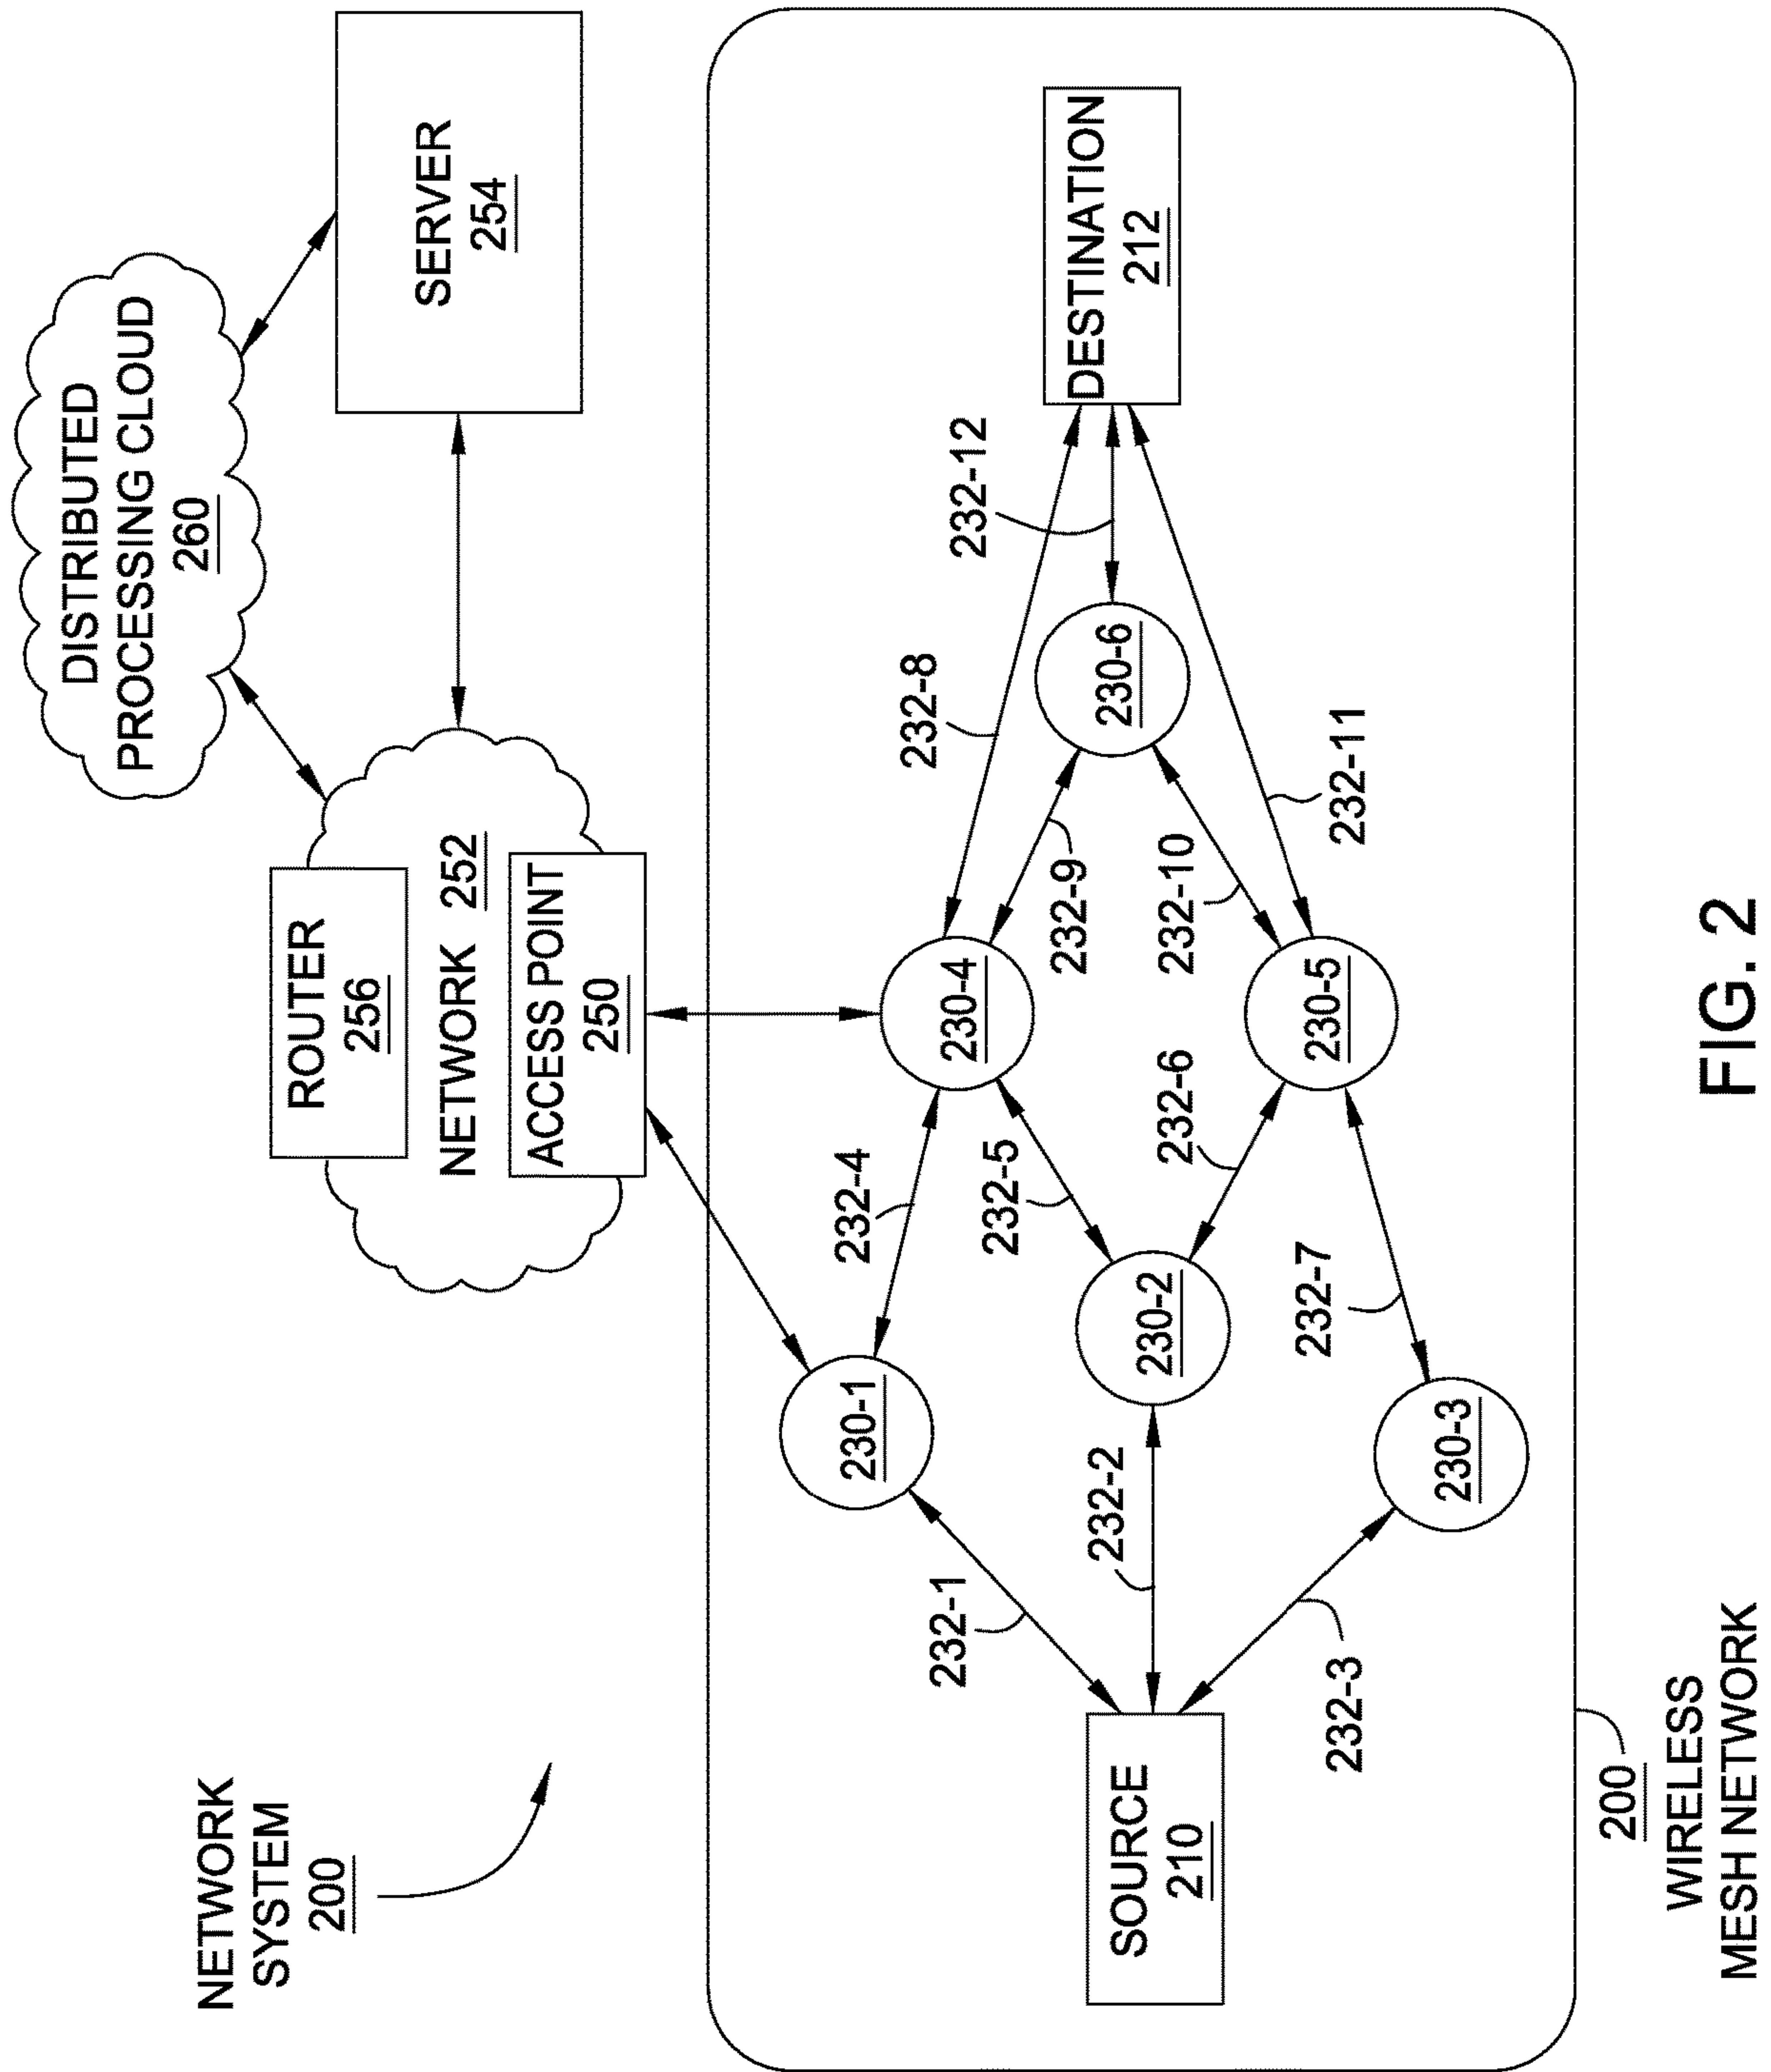 NETWORK
SYSTEM
200
DISTRIBUTED
PROCESSING CLOUD
260
ROUTER
256
NETWORK 252
ACCESS POINT
250
SERVER
254
SOURCE
210
232-1
232-2
232-3
230-1
230-2
230-3
232-4
232-5
232-6
232-7
230-4
230-5
232-8
232-9
232-10
232-11
230-6
232-12
DESTINATION
212
200
WIRELESS
MESH NETWORK
FIG. 2